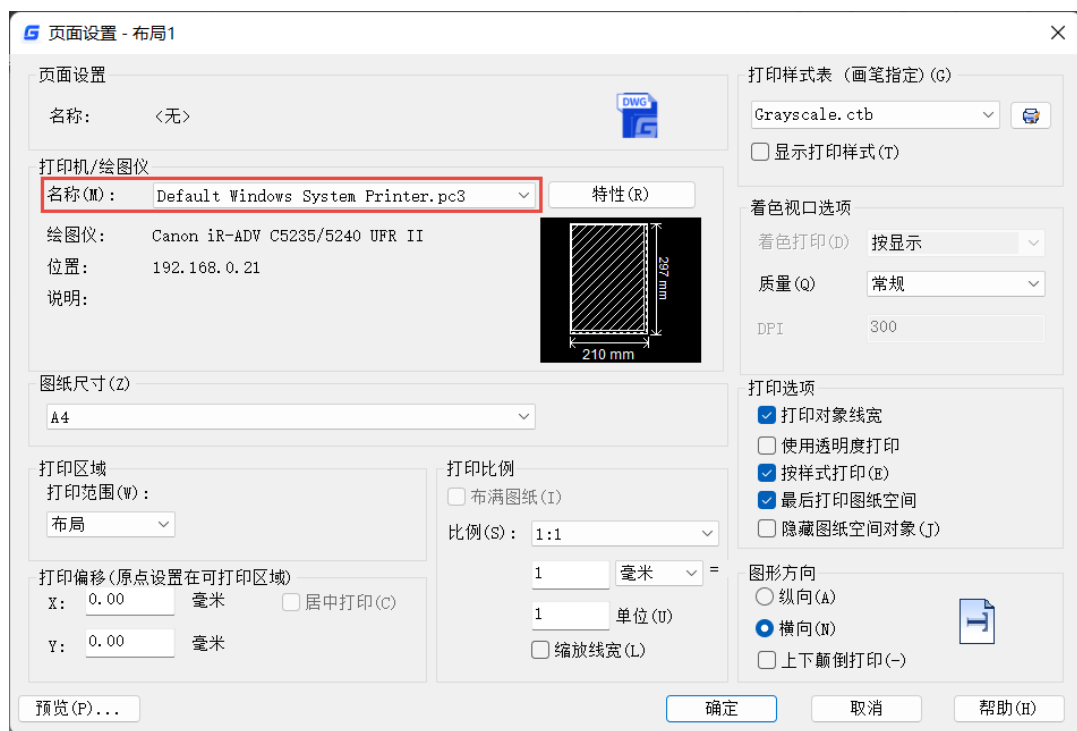 页面设置 - 布局1
页面设置
名称: <无>
DWG
打印机/绘图仪
名称(M): Default Windows System Printer.pc3
特性(R)
绘图仪: Canon iR-ADV C5235/5240 UFR II
位置: 192.168.0.21
说明:
297 mm
210 mm
图纸尺寸(Z)
A4
打印区域
打印范围(W):
布局
打印偏移(原点设置在可打印区域)
X: 0.00 毫米
居中打印(C)
Y: 0.00 毫米
打印比例
布满图纸(I)
比例(S): 1:1
1 毫米 =
1 单位(U)
缩放线宽(L)
打印样式表 (画笔指定)(G)
Grayscale.ctb
显示打印样式(T)
着色视口选项
着色打印(D) 按显示
质量(Q) 常规
DPI 300
打印选项
打印对象线宽
使用透明度打印
按样式打印(E)
最后打印图纸空间
隐藏图纸空间对象(J)
图形方向
纵向(A)
横向(N)
上下颠倒打印(-)
预览(P)...
确定
取消
帮助(H)